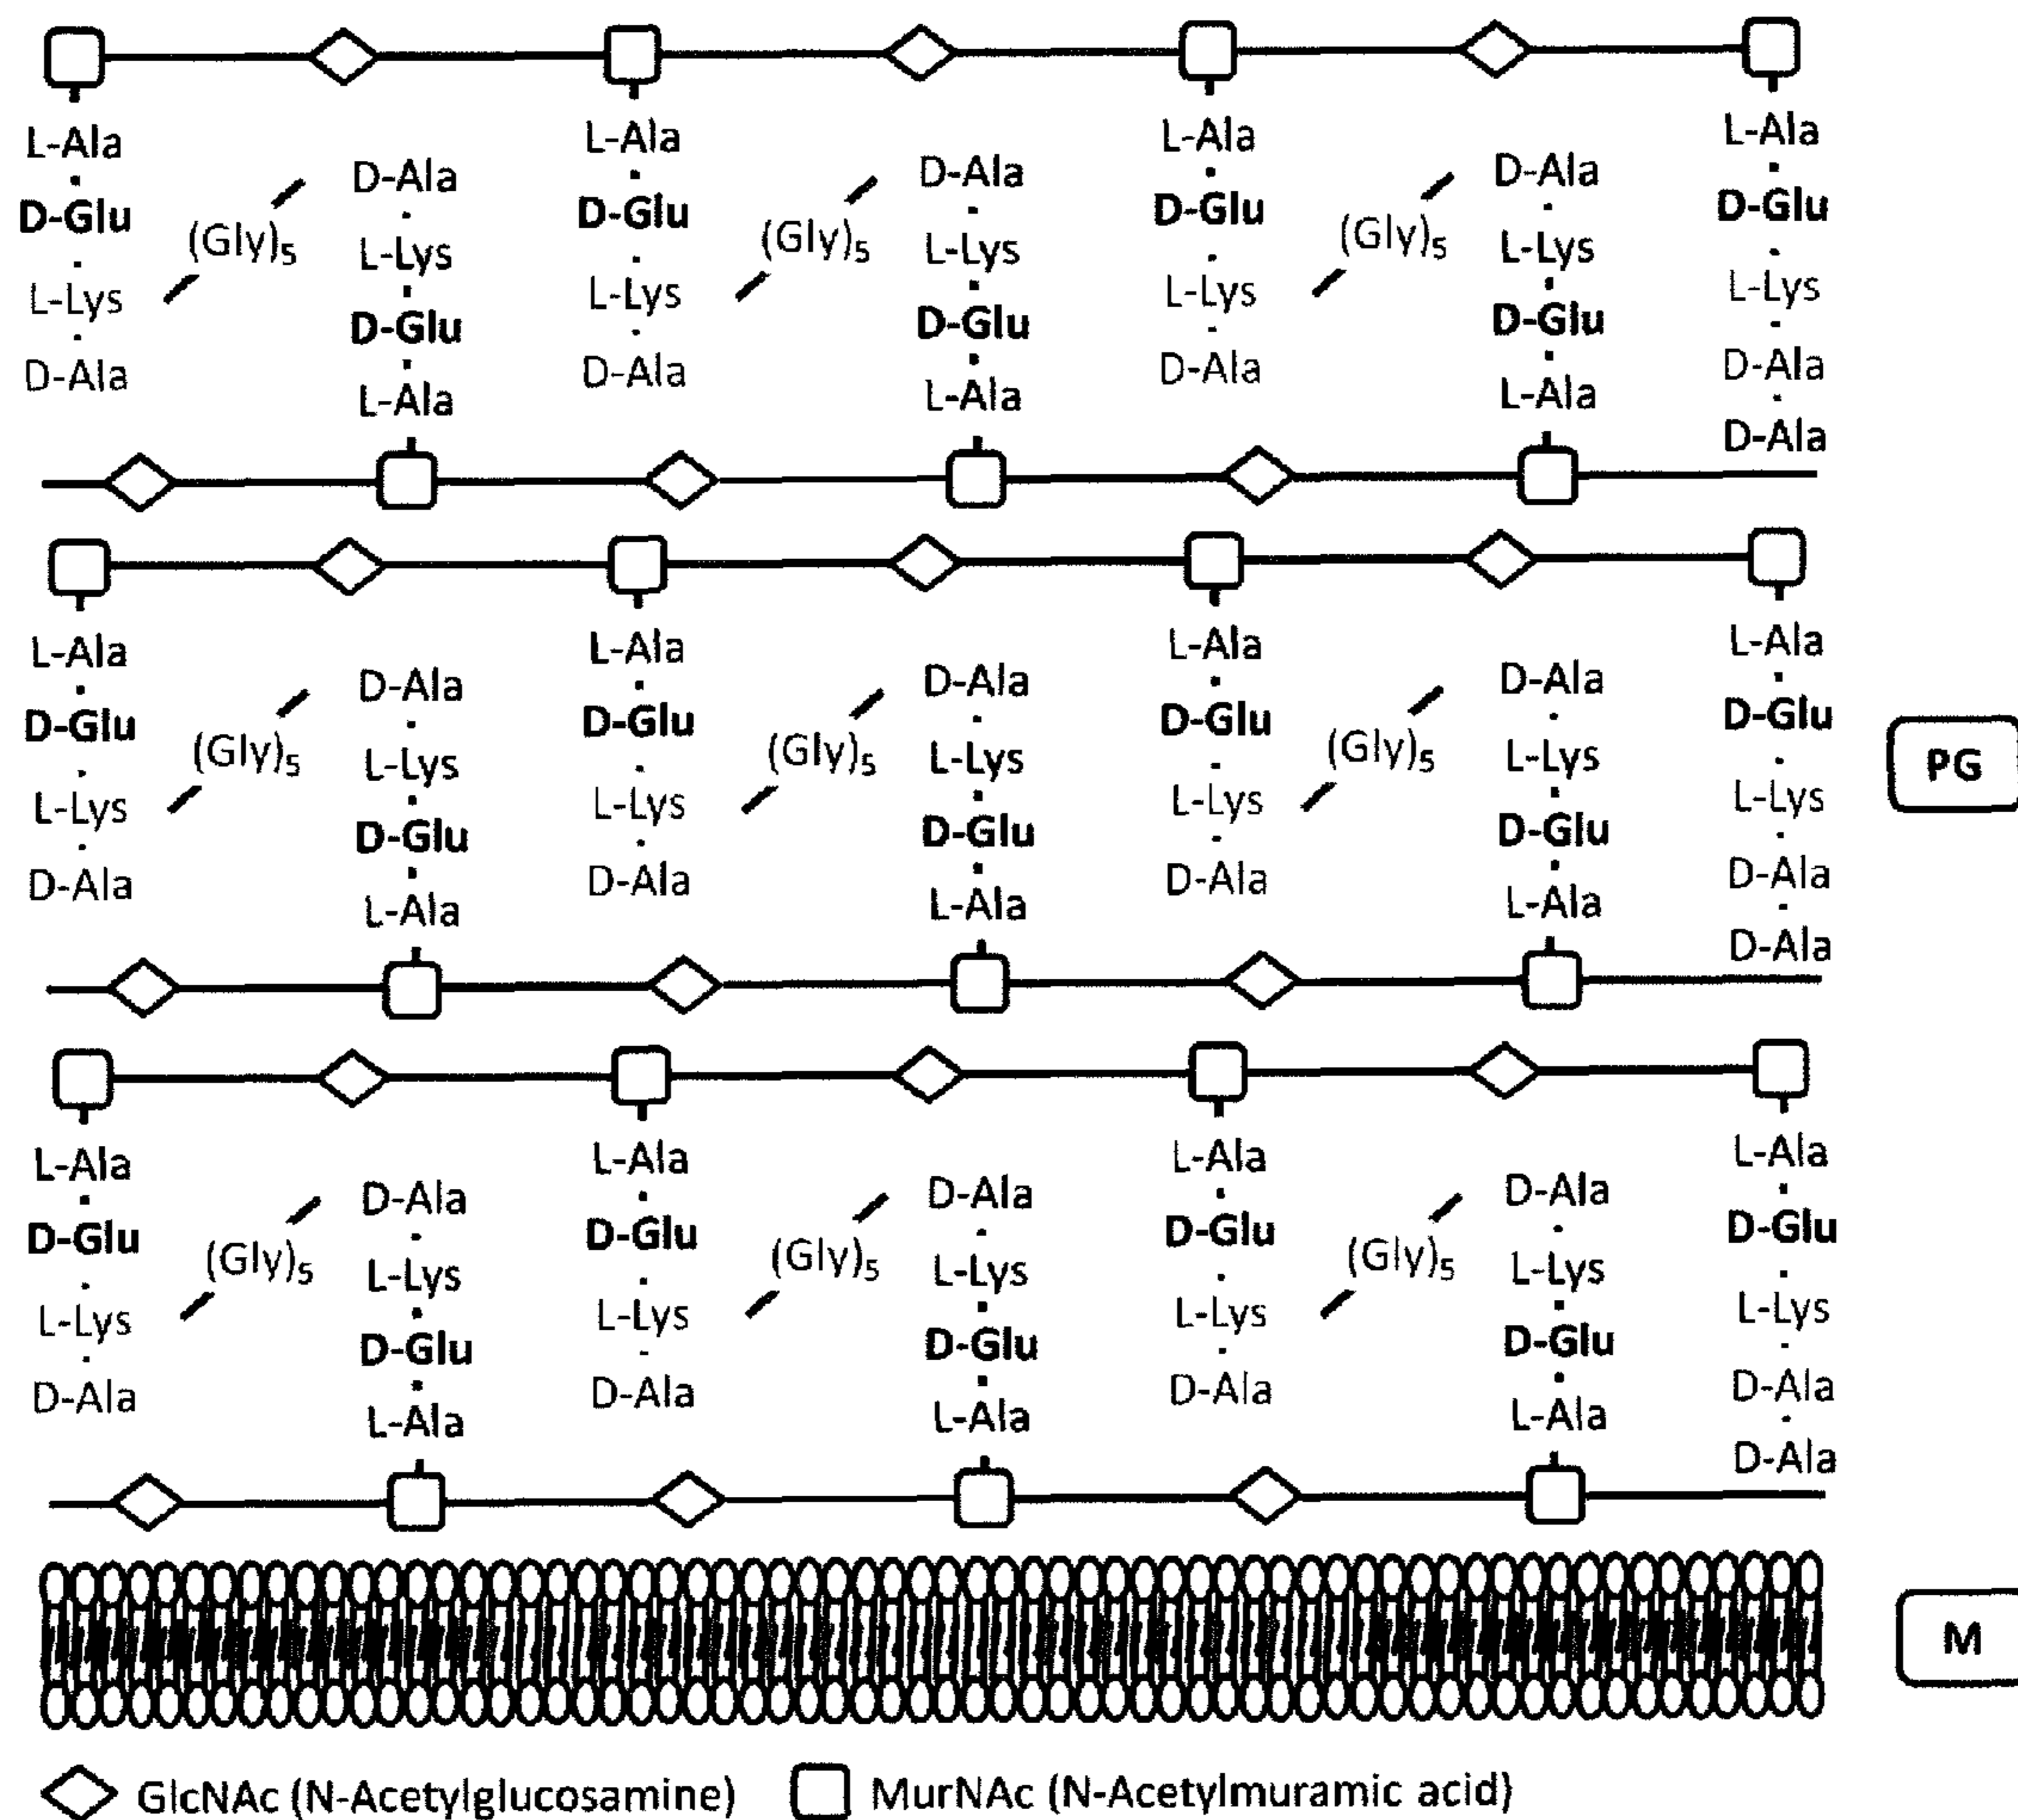 L-Ala L-Ala L-Ala L-Ala
D-Ala D-Ala D-Ala
D-Glu D-Glu D-Glu D-Glu
(Gly)5 (Gly)5 (Gly)5
L-Lys L-Lys L-Lys
L-Lys L-Lys L-Lys L-Lys
D-Glu D-Glu D-Glu
D-Ala D-Ala D-Ala D-Ala
L-Ala L-Ala L-Ala
D-Ala
L-Ala L-Ala L-Ala L-Ala
D-Ala D-Ala D-Ala
D-Glu D-Glu D-Glu D-Glu
(Gly)5 (Gly)5 (Gly)5
L-Lys L-Lys L-Lys
PG
L-Lys L-Lys L-Lys L-Lys
D-Glu D-Glu D-Glu
D-Ala D-Ala D-Ala D-Ala
L-Ala L-Ala L-Ala
D-Ala
L-Ala L-Ala L-Ala L-Ala
D-Ala D-Ala D-Ala
D-Glu D-Glu D-Glu D-Glu
(Gly)5 (Gly)5 (Gly)5
L-Lys L-Lys L-Lys
L-Lys L-Lys L-Lys L-Lys
D-Glu D-Glu D-Glu
D-Ala D-Ala D-Ala D-Ala
L-Ala L-Ala L-Ala
D-Ala
M
GlcNAc (N-Acetylglucosamine) MurNAc (N-Acetylmuramic acid)